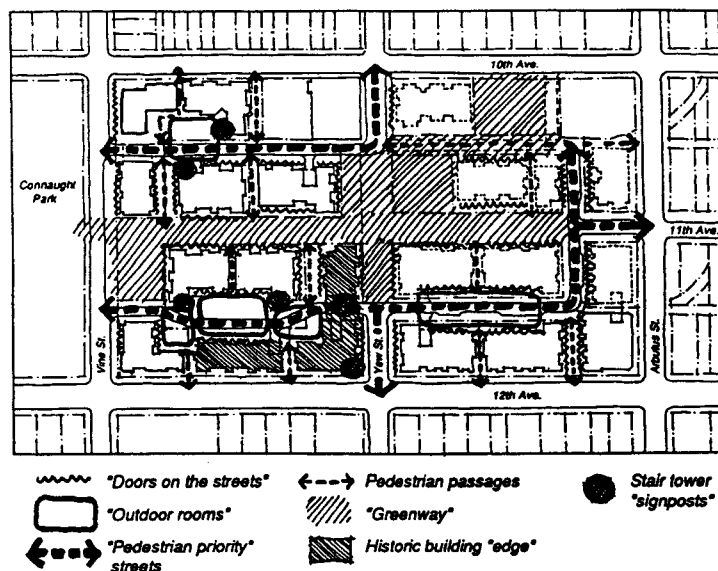 10th Ave.
Connaught
Park
11th Ave.
Vine St.
Yew St.
Arbutus St.
12th Ave.
"Doors on the streets"
"Outdoor rooms"
"Pedestrian priority"
streets
Pedestrian passages
"Greenway"
Historic building "edge"
Stair tower
"signposts"